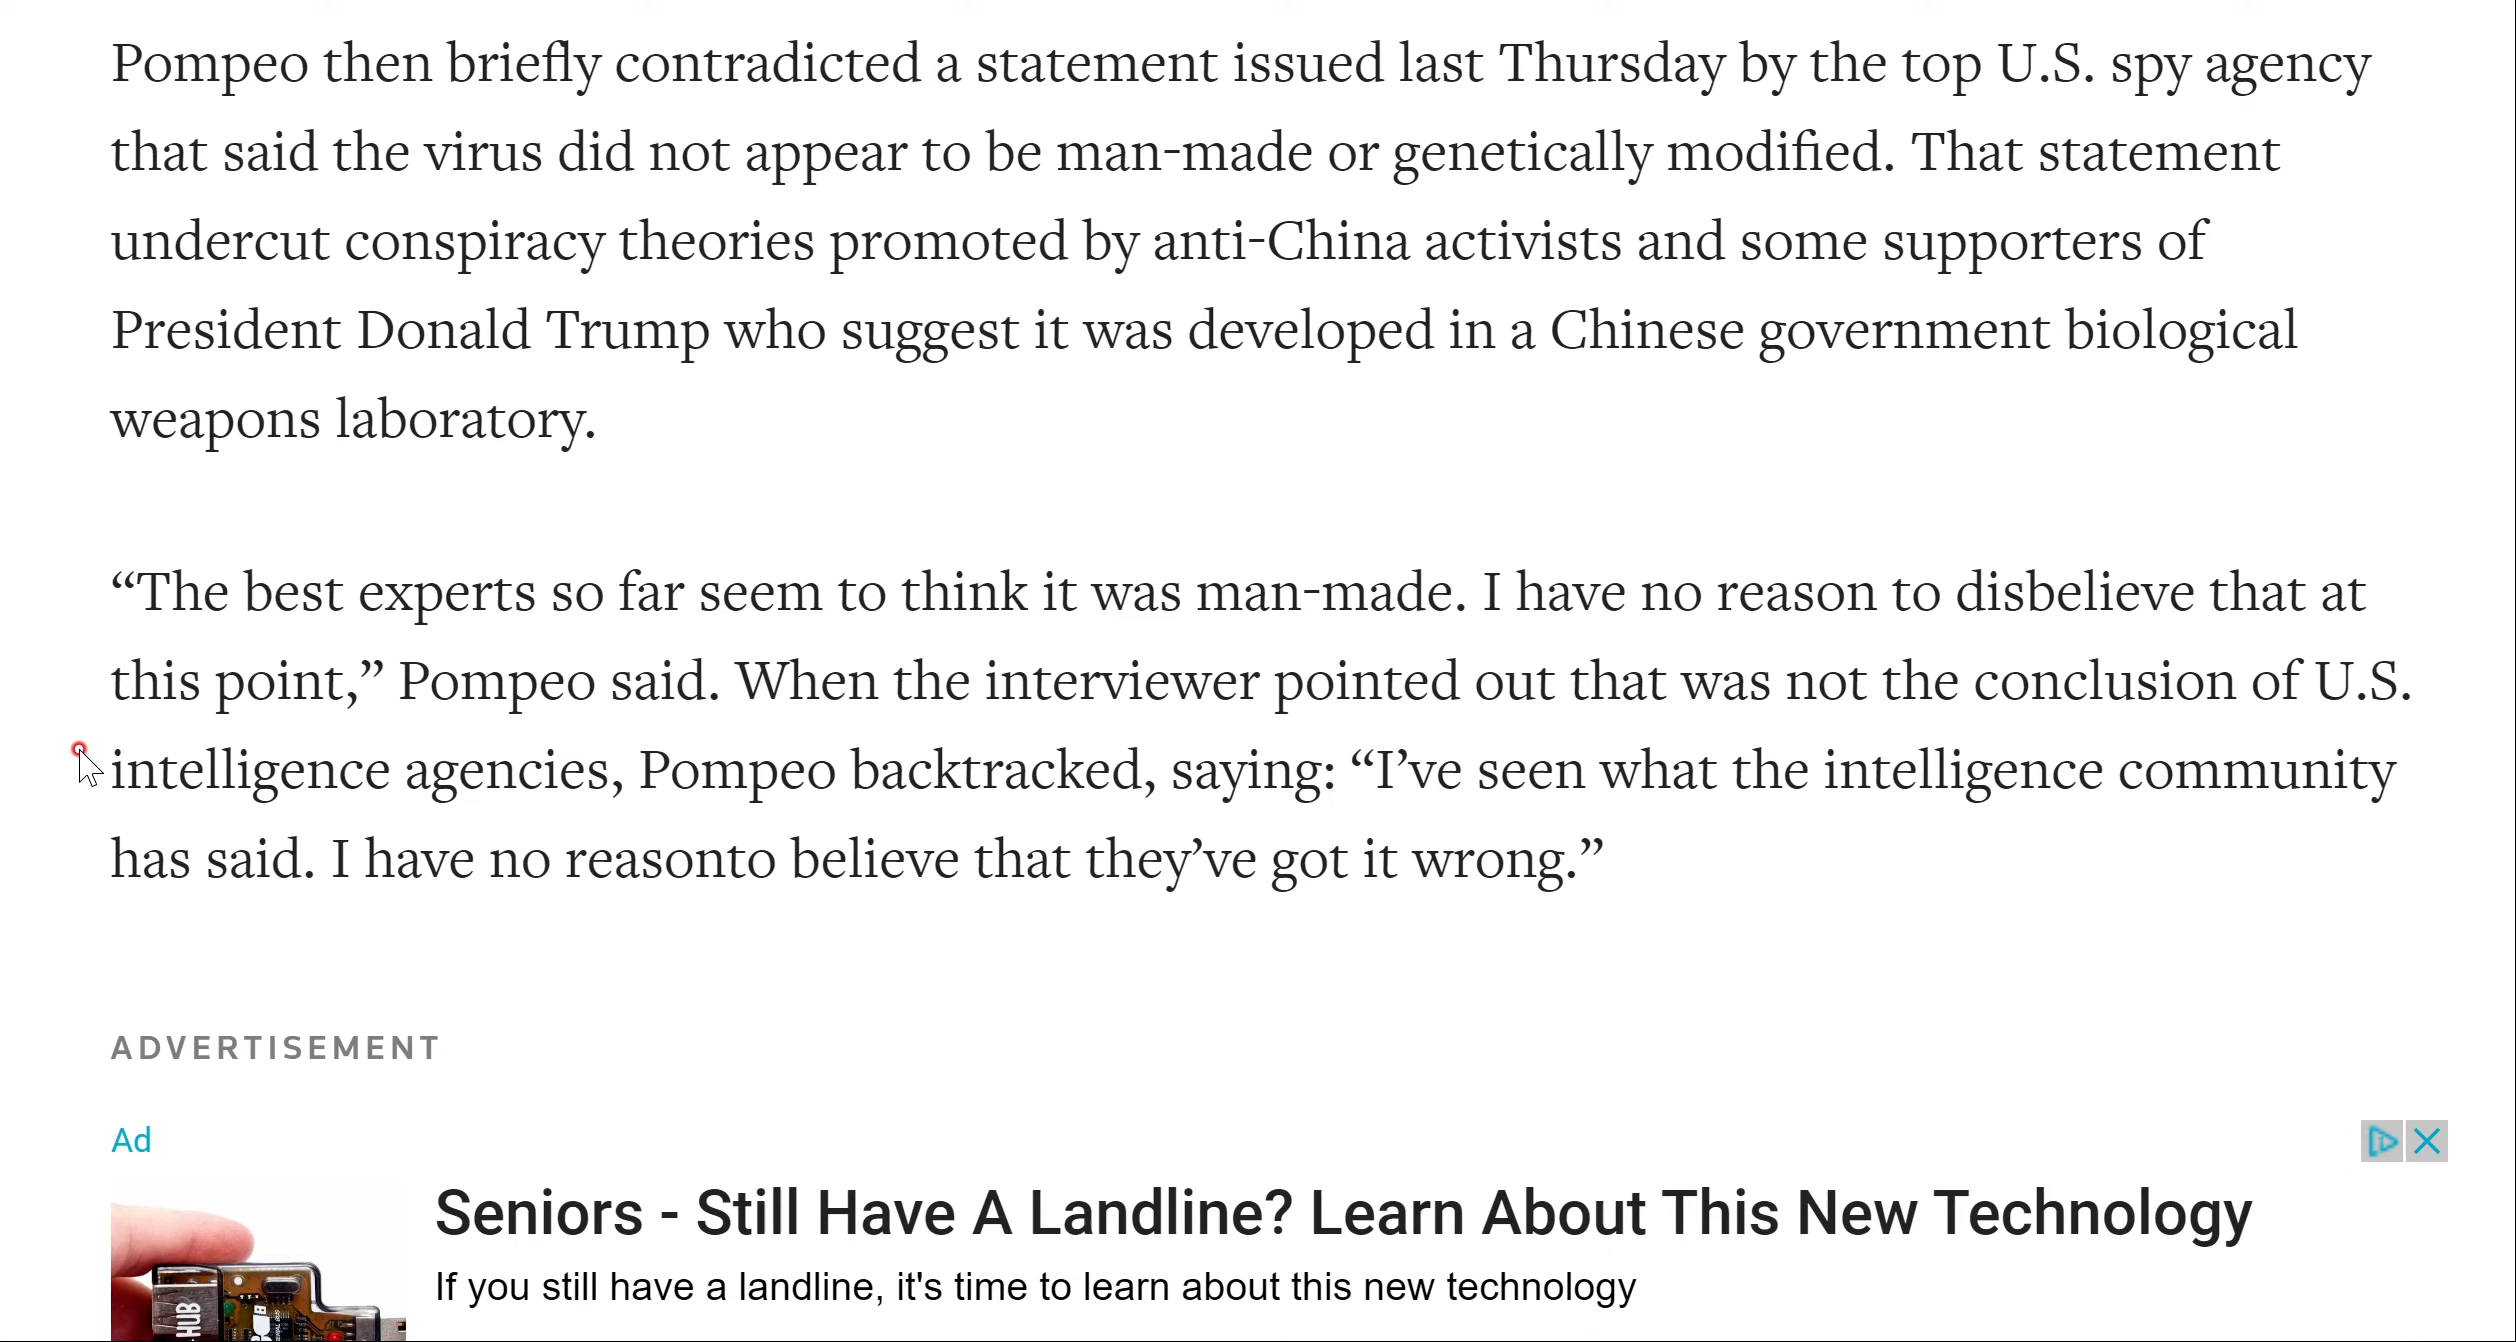 Pompeo then briefly contradicted a statement issued last Thursday by the top U.S. spy agency
that said the virus did not appear to be man-made or genetically modified. That statement
undercut conspiracy theories promoted by anti-China activists and some supporters of
President Donald Trump who suggest it was developed in a Chinese government biological
weapons laboratory.
“The best experts so far seem to think it was man-made. I have no reason to disbelieve that at
this point,” Pompeo said. When the interviewer pointed out that was not the conclusion of U.S.
intelligence agencies, Pompeo backtracked, saying: “I’ve seen what the intelligence community
has said. I have no reasonto believe that they’ve got it wrong.”
ADVERTISEMENT
Ad
Seniors - Still Have A Landline? Learn About This New Technology
If you still have a landline, it's time to learn about this new technology
HUB